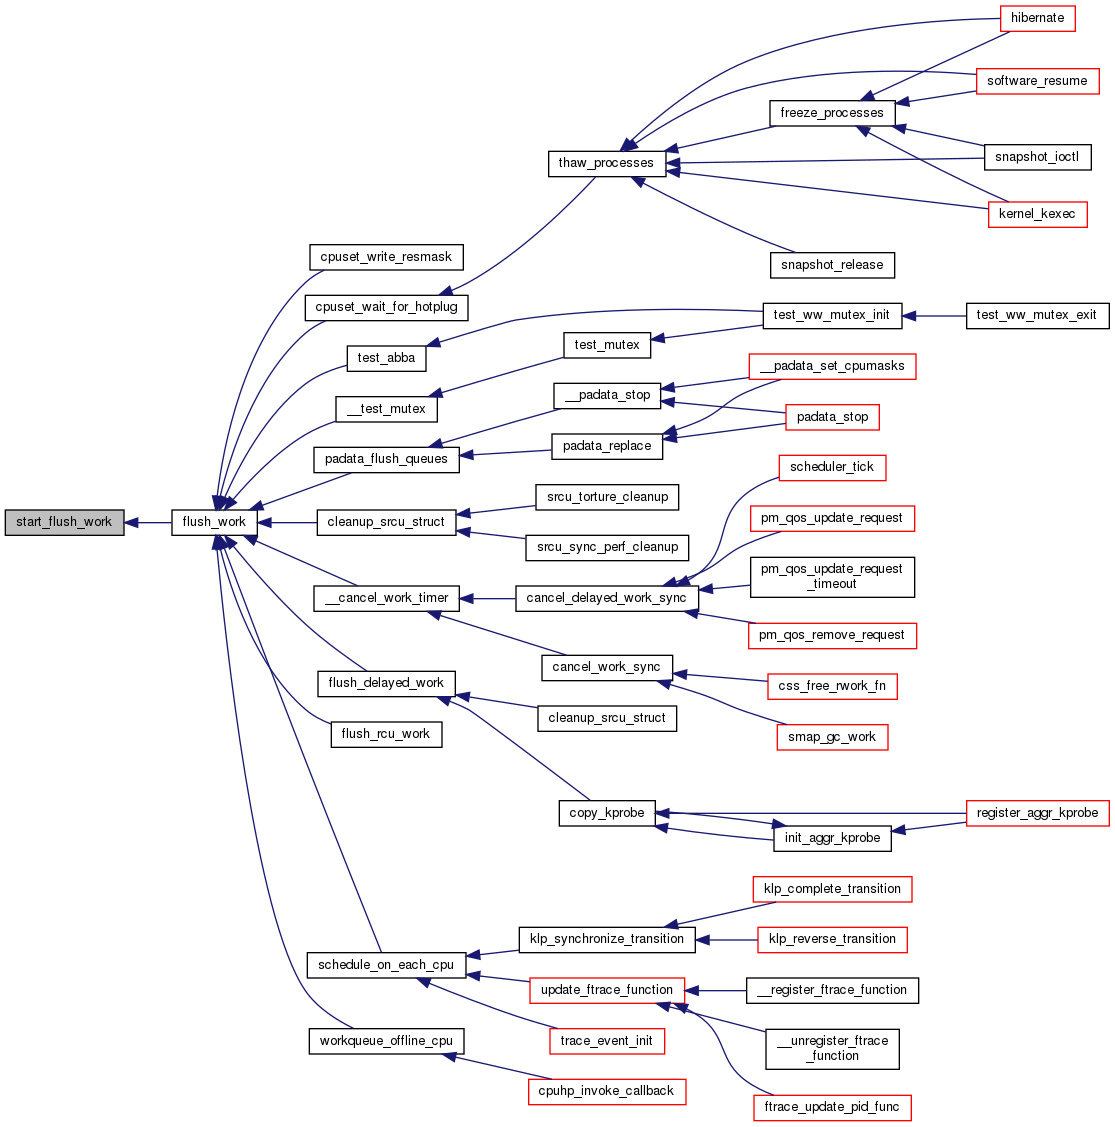 hibernate
software_resume
freeze_processes
snapshot_ioctl
thaw_processes
kernel_kexec
cpuset_write_resmask
snapshot_release
cpuset_wait_for_hotplug
test_ww_mutex_init
test_ww_mutex_exit
test_abba
test_mutex
__padata_set_cpumasks
__test_mutex
__padata_stop
padata_stop
padata_flush_queues
padata_replace
scheduler_tick
srcu_torture_cleanup
start_flush_work
flush_work
cleanup_srcu_struct
pm_qos_update_request
srcu_sync_perf_cleanup
pm_qos_update_request
_timeout
__cancel_work_timer
cancel_delayed_work_sync
pm_qos_remove_request
cancel_work_sync
flush_delayed_work
css_free_rwork_fn
cleanup_srcu_struct
flush_rcu_work
smap_gc_work
copy_kprobe
register_aggr_kprobe
init_aggr_kprobe
klp_complete_transition
klp_synchronize_transition
klp_reverse_transition
schedule_on_each_cpu
update_ftrace_function
__register_ftrace_function
workqueue_offline_cpu
trace_event_init
__unregister_ftrace
_function
cpuhp_invoke_callback
ftrace_update_pid_func